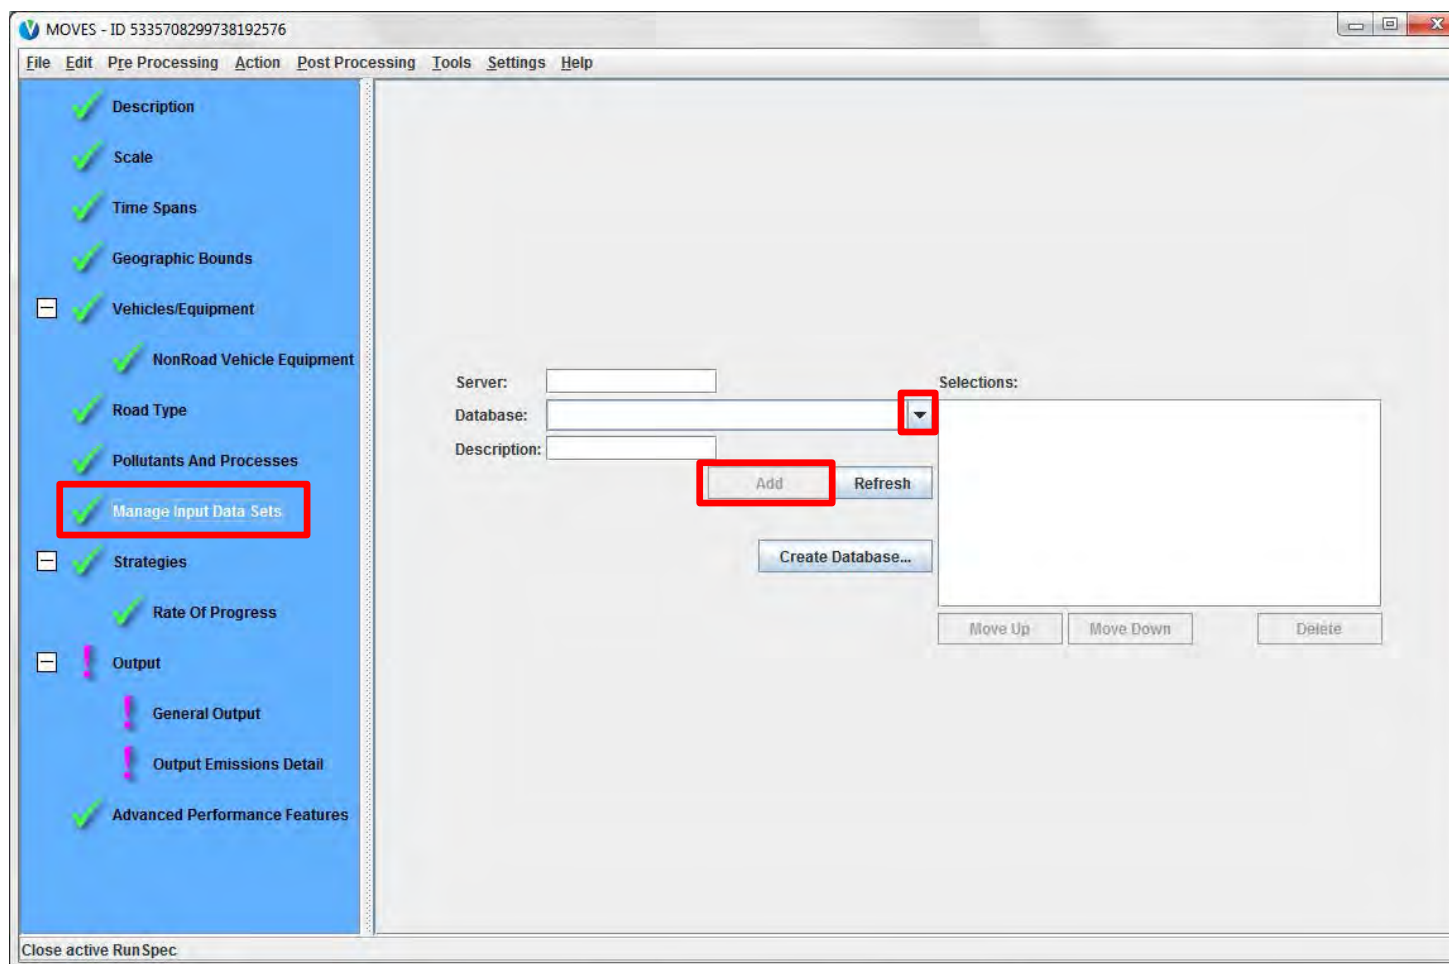 MOVES - ID 5335708299738192576
File Edit Pre Processing Action Post Processing Tools Settings Help
Description
Scale
Time Spans
Geographic Bounds
Vehicles/Equipment
NonRoad Vehicle Equipment
Road Type
Pollutants And Processes
Manage Input Data Sets
Strategies
Rate Of Progress
Output
General Output
Output Emissions Detail
Advanced Performance Features
Server:
Database:
Description:
Add Refresh
Create Database...
Selections:
Move Up Move Down Delete
Close active RunSpec